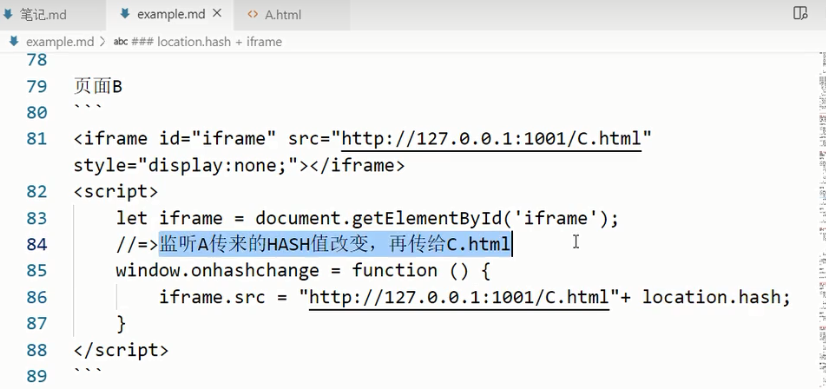 笔记.md example.md × <> A.html
example.md > abc ### location.hash + iframe
78
79 页面B
80 ```
81 <iframe id="iframe" src="http://127.0.0.1:1001/C.html"
style="display:none;"></iframe>
82 <script>
83 let iframe = document.getElementById('iframe');
84 //=>监听A传来的HASH值改变，再传给C.html
85 window.onhashchange = function () {
86 iframe.src = "http://127.0.0.1:1001/C.html"+ location.hash;
87 }
88 </script>
89 ```